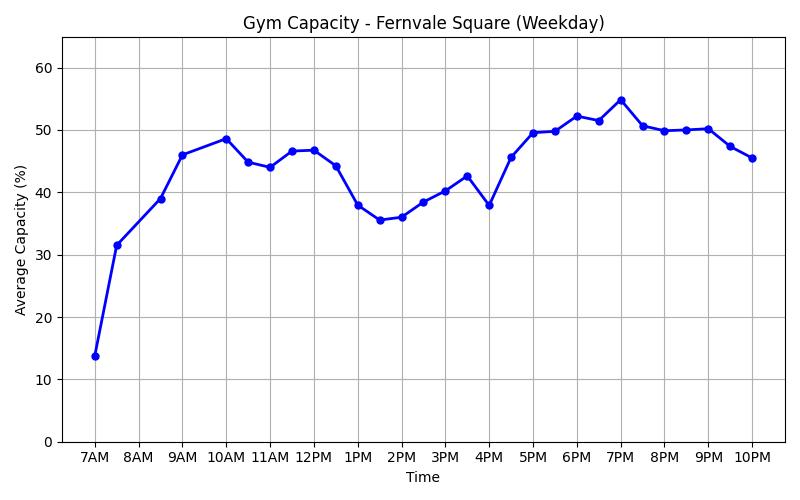 Gym Capacity - Fernvale Square (Weekday)
Average Capacity (%)
60
50
40
30
20
10
0
7AM 8AM 9AM 10AM 11AM 12PM 1PM 2PM 3PM 4PM 5PM 6PM 7PM 8PM 9PM 10PM
Time